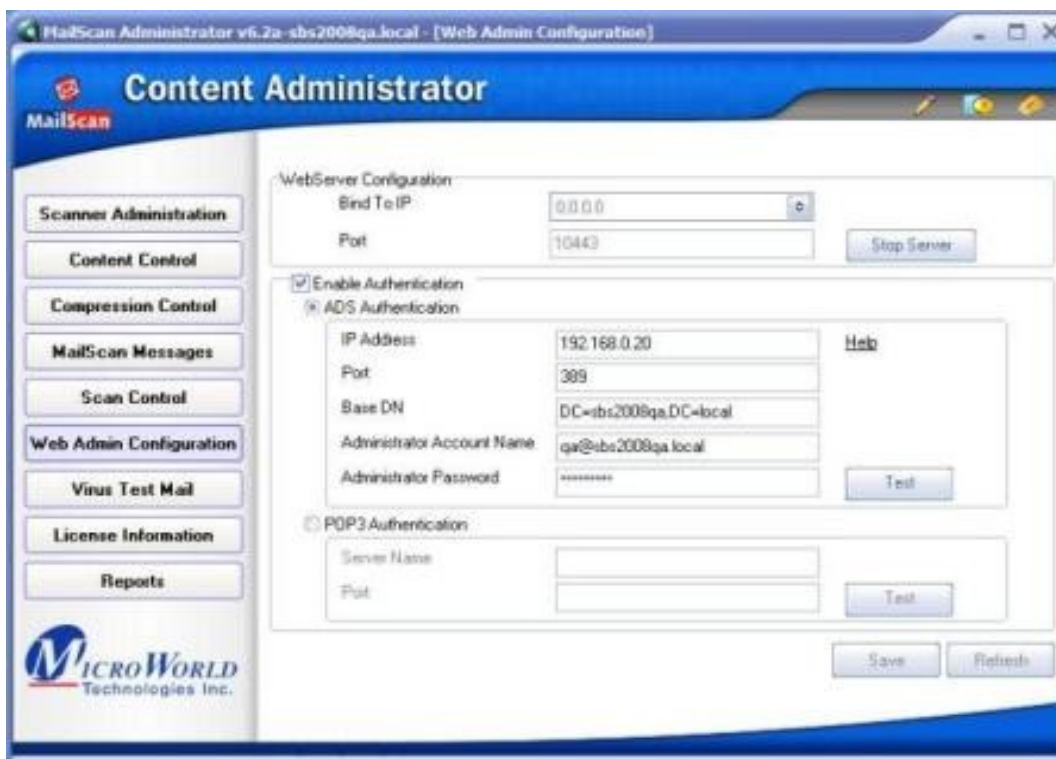 MailScan Administrator v6.2a-sbs2008qa.local - [Web Admin Configuration]
Content Administrator
MailScan
Scanner Administration
Content Control
Compression Control
MailScan Messages
Scan Control
Web Admin Configuration
Virus Test Mail
License Information
Reports
MICROWORLD
Technologies Inc.
WebServer Configuration
Bind To IP 0.0.0.0
Port 10443 Stop Server
Enable Authentication
ADS Authentication
IP Address 192.168.0.20 Help
Port 389
Base DN DC=sbs2008qa,DC=local
Administrator Account Name qa@sbs2008qa.local
Administrator Password ********* Test
POP3 Authentication
Server Name
Port Test
Save Refresh